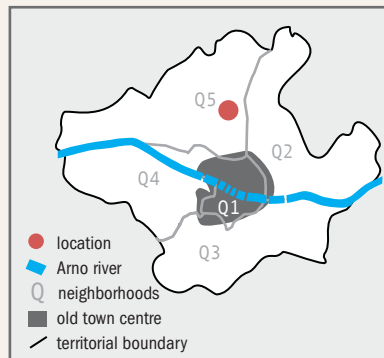 Q5
Q2
Q4
Q1
Q3
location
Arno river
Q neighborhoods
old town centre
territorial boundary